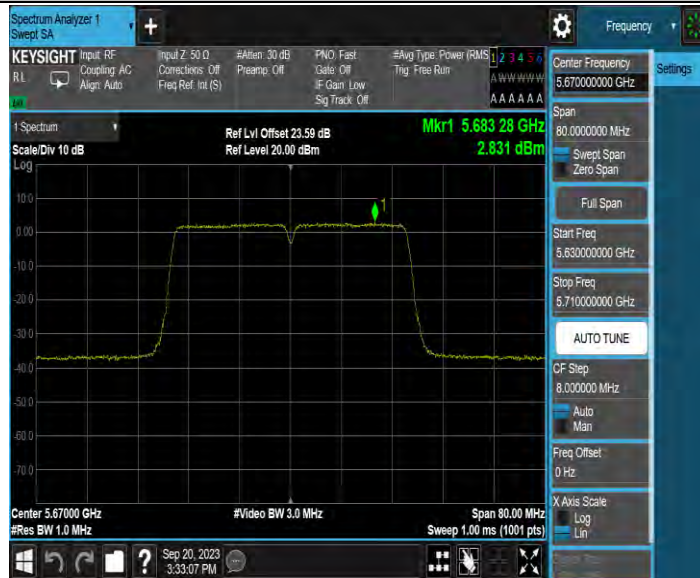 Spectrum Analyzer 1
Swept SA
+
Frequency
KEYSIGHT
Input: RF
Input Z: 50 Ω
#Atten: 30 dB
PNO: Fast
#Avg Type: Power (RMS
1 2 3 4 5 6
RL
Coupling: AC
Corrections: Off
Preamp: Off
Gate: Off
Trig: Free Run
Align: Auto
Freq Ref: Int (S)
IF Gain: Low
Sig Track: Off
A W W W W W
A A A A A A
Center Frequency
5.670000000 GHz
Settings
Span
80.0000000 MHz
Swept Span
Zero Span
Full Span
Start Freq
5.630000000 GHz
Stop Freq
5.710000000 GHz
AUTO TUNE
CF Step
8.000000 MHz
Auto
Man
Freq Offset
0 Hz
X Axis Scale
Log
Lin
1 Spectrum
Ref Lvl Offset 23.59 dB
Mkr1 5.683 28 GHz
Scale/Div 10 dB
Ref Level 20.00 dBm
2.831 dBm
Log
10.0
1
0.00
-10.0
-20.0
-30.0
-40.0
-50.0
-60.0
-70.0
Center 5.67000 GHz
#Video BW 3.0 MHz
Span 80.00 MHz
#Res BW 1.0 MHz
Sweep 1.00 ms (1001 pts)
?
Sep 20, 2023
3:33:07 PM